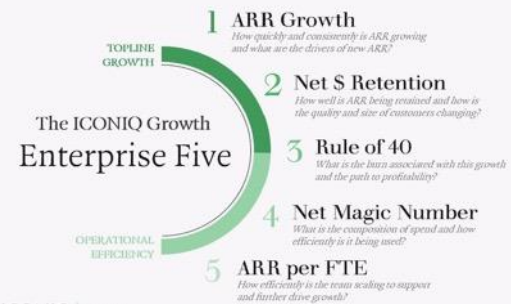 1 ARR Growth
How quickly and consistently is ARR growing
and what are the drivers of new ARR?
TOPLINE
GROWTH
2 Net $ Retention
How well is ARR being retained and how is
the quality and size of customers changing?
The ICONIQ Growth
Enterprise Five
3 Rule of 40
What is the burn associated with this growth
and the path to profitability?
4 Net Magic Number
What is the composition of spend and how
efficiently is it being used?
OPERATIONAL
EFFICIENCY
5 ARR per FTE
How efficiently is the team scaling to support
and further drive growth?